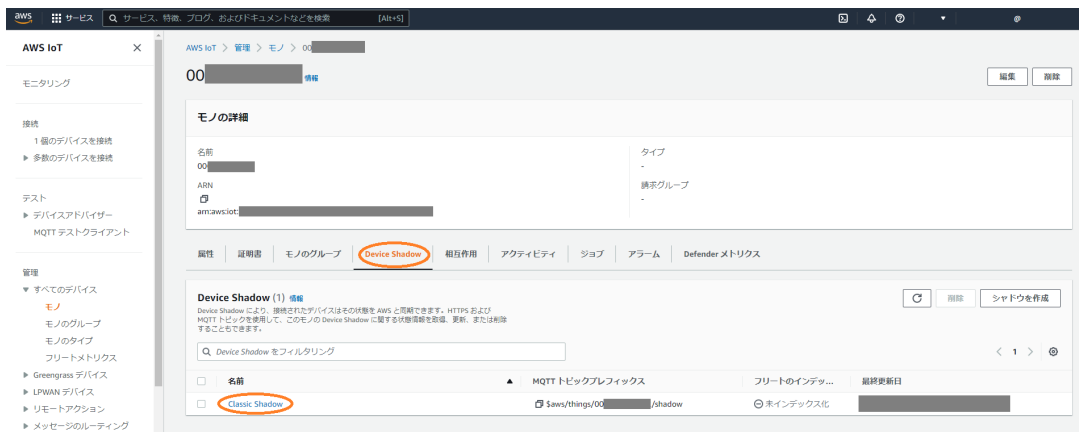 aws サービス サービス、特徴、ブログ、およびドキュメントなどを検索 [Alt+S] @
AWS IoT
モニタリング
接続
1 個のデバイスを接続
多数のデバイスを接続
テスト
デバイスアドバイザー
MQTT テストクライアント
管理
すべてのデバイス
モノ
モノのグループ
モノのタイプ
フリートメトリクス
Greengrass デバイス
LPWAN デバイス
リモートアクション
メッセージのルーティング
AWS IoT > 管理 > モノ > 00
00 情報
編集 削除
モノの詳細
名前
00
ARN
arn:aws:iot:
タイプ
-
請求グループ
-
属性 証明書 モノのグループ Device Shadow 相互作用 アクティビティ ジョブ アラーム Defender メトリクス
Device Shadow (1) 情報
Device Shadow により、接続されたデバイスはその状態を AWS と同期できます。HTTPS および
MQTT トピックを使用して、このモノの Device Shadow に関する状態情報を取得、更新、または削除
することもできます。
削除 シャドウを作成
Device Shadow をフィルタリング
1
名前 MQTT トピックプレフィックス フリートのインデッ... 最終更新日
Classic Shadow $aws/things/00 /shadow 未インデックス化